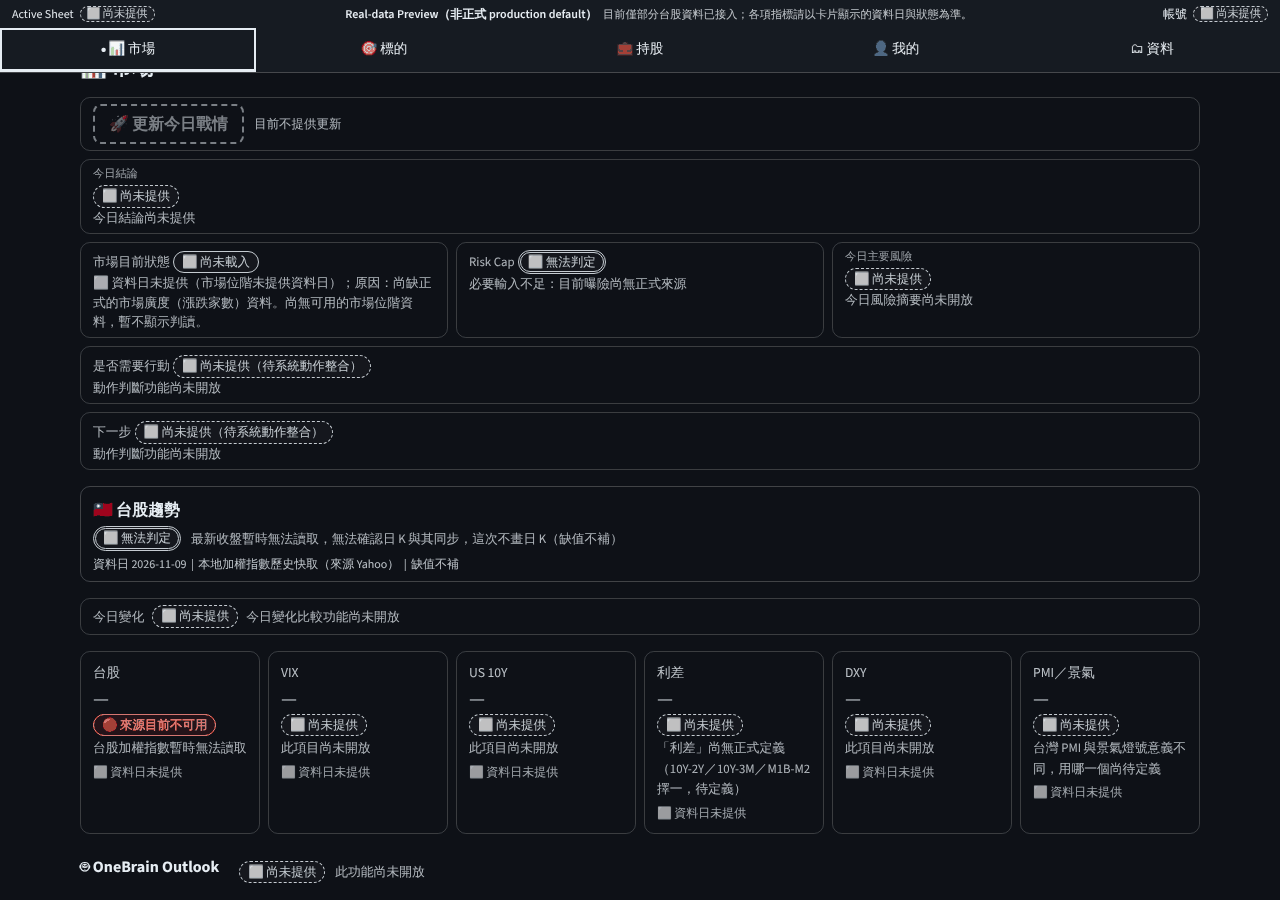 Active Sheet 尚未提供
Real-data Preview（非正式 production default） 目前僅部分台股資料已接入；各項指標請以卡片顯示的資料日與狀態為準。
帳號 尚未提供
市場
標的
持股
我的
資料
更新今日戰情 目前不提供更新
今日結論
尚未提供
今日結論尚未提供
市場目前狀態 尚未載入
資料日未提供（市場位階未提供資料日）；原因：尚缺正
式的市場廣度（漲跌家數）資料。尚無可用的市場位階資
料，暫不顯示判讀。
Risk Cap 無法判定
必要輸入不足：目前曝險尚無正式來源
今日主要風險
尚未提供
今日風險摘要尚未開放
是否需要行動 尚未提供（待系統動作整合）
動作判斷功能尚未開放
下一步 尚未提供（待系統動作整合）
動作判斷功能尚未開放
台股趨勢
無法判定 最新收盤暫時無法讀取，無法確認日 K 與其同步，這次不畫日 K（缺值不補）
資料日 2026-11-09｜本地加權指數歷史快取（來源 Yahoo）｜缺值不補
今日變化 尚未提供 今日變化比較功能尚未開放
台股
—
來源目前不可用
台股加權指數暫時無法讀取
資料日未提供
VIX
—
尚未提供
此項目尚未開放
資料日未提供
US 10Y
—
尚未提供
此項目尚未開放
資料日未提供
利差
—
尚未提供
「利差」尚無正式定義
（10Y-2Y／10Y-3M／M1B-M2
擇一，待定義）
資料日未提供
DXY
—
尚未提供
此項目尚未開放
資料日未提供
PMI／景氣
—
尚未提供
台灣 PMI 與景氣燈號意義不
同，用哪一個尚待定義
資料日未提供
OneBrain Outlook 尚未提供 此功能尚未開放